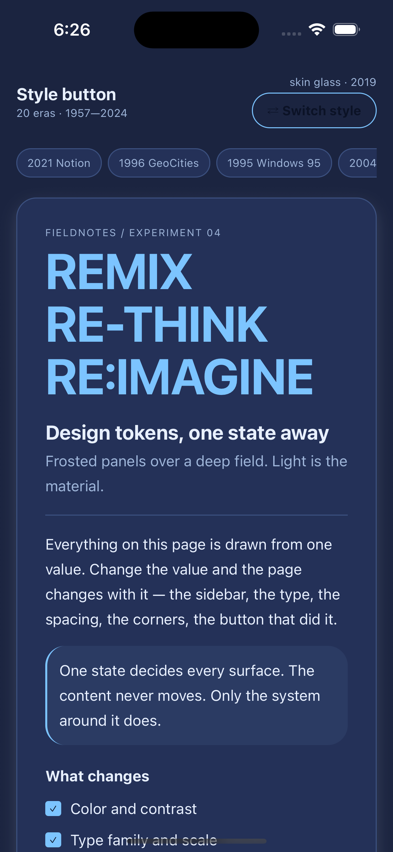 6:26
Style button
20 eras · 1957—2024
skin glass · 2019
⇄ Switch style
2021 Notion
1996 GeoCities
1995 Windows 95
2004
FIELDNOTES / EXPERIMENT 04
REMIX
RE-THINK
RE:IMAGINE
Design tokens, one state away
Frosted panels over a deep field. Light is the
material.
Everything on this page is drawn from one
value. Change the value and the page
changes with it — the sidebar, the type, the
spacing, the corners, the button that did it.
One state decides every surface. The
content never moves. Only the system
around it does.
What changes
Color and contrast
Type family and scale